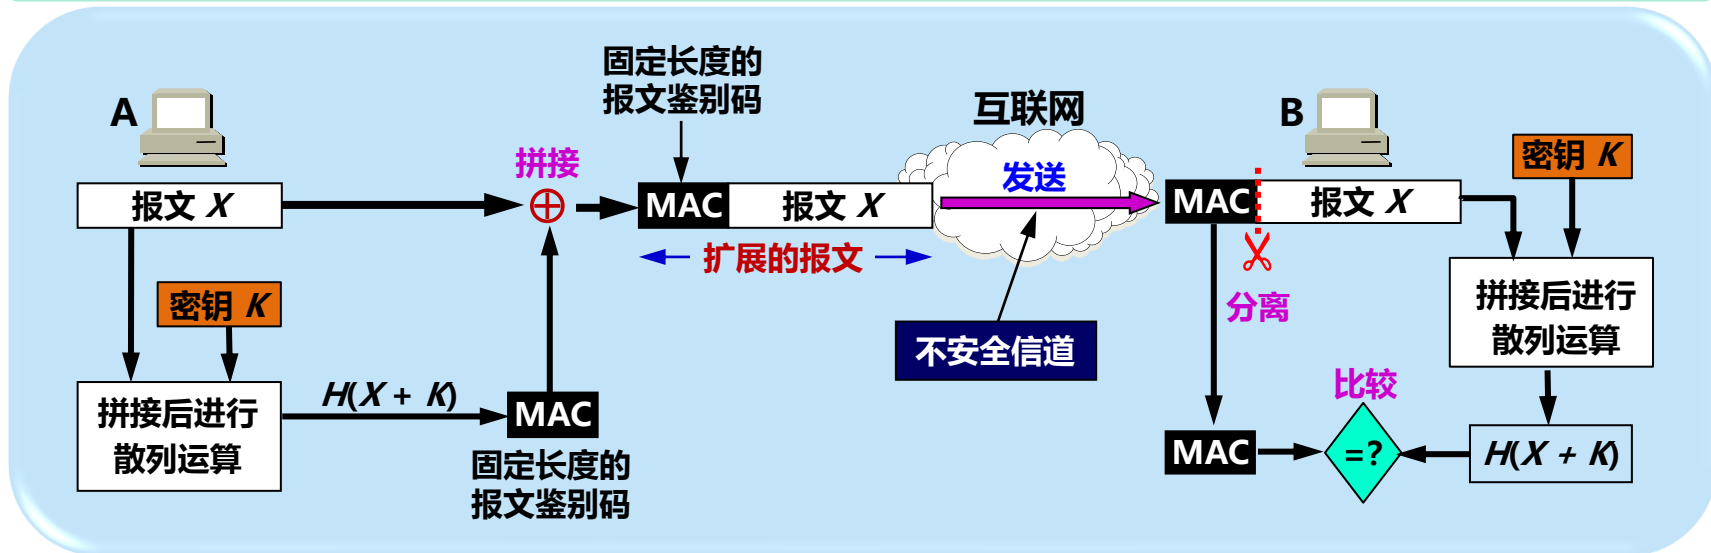 固定长度的
报文鉴别码
互联网
A
B
拼接
发送
密钥 K
报文 X
MAC
报文 X
MAC
报文 X
扩展的报文
密钥 K
分离
拼接后进行
散列运算
不安全信道
比较
H(X + K)
拼接后进行
散列运算
MAC
固定长度的
报文鉴别码
MAC
=?
H(X + K)